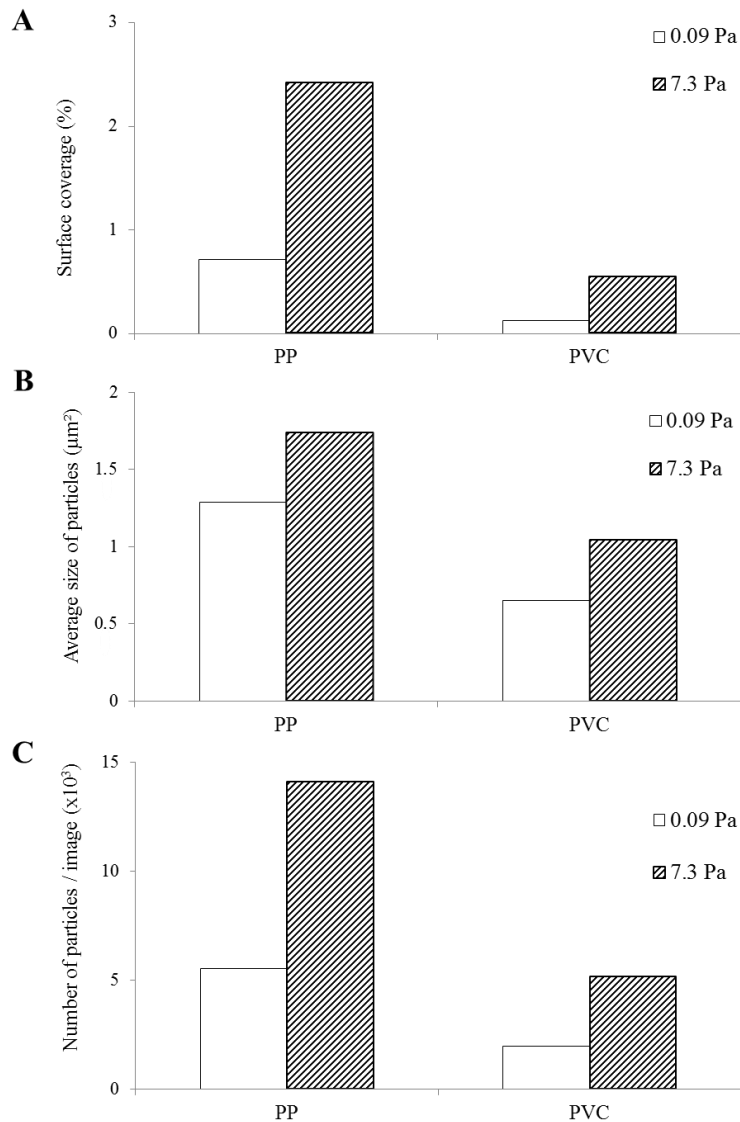 A
Surface coverage (%)
3
2
1
0
PP
PVC
0.09 Pa
7.3 Pa
B
Average size of particles (µm²)
2
1.5
1
0.5
0
PP
PVC
0.09 Pa
7.3 Pa
C
Number of particles / image (x10³)
15
10
5
0
PP
PVC
0.09 Pa
7.3 Pa